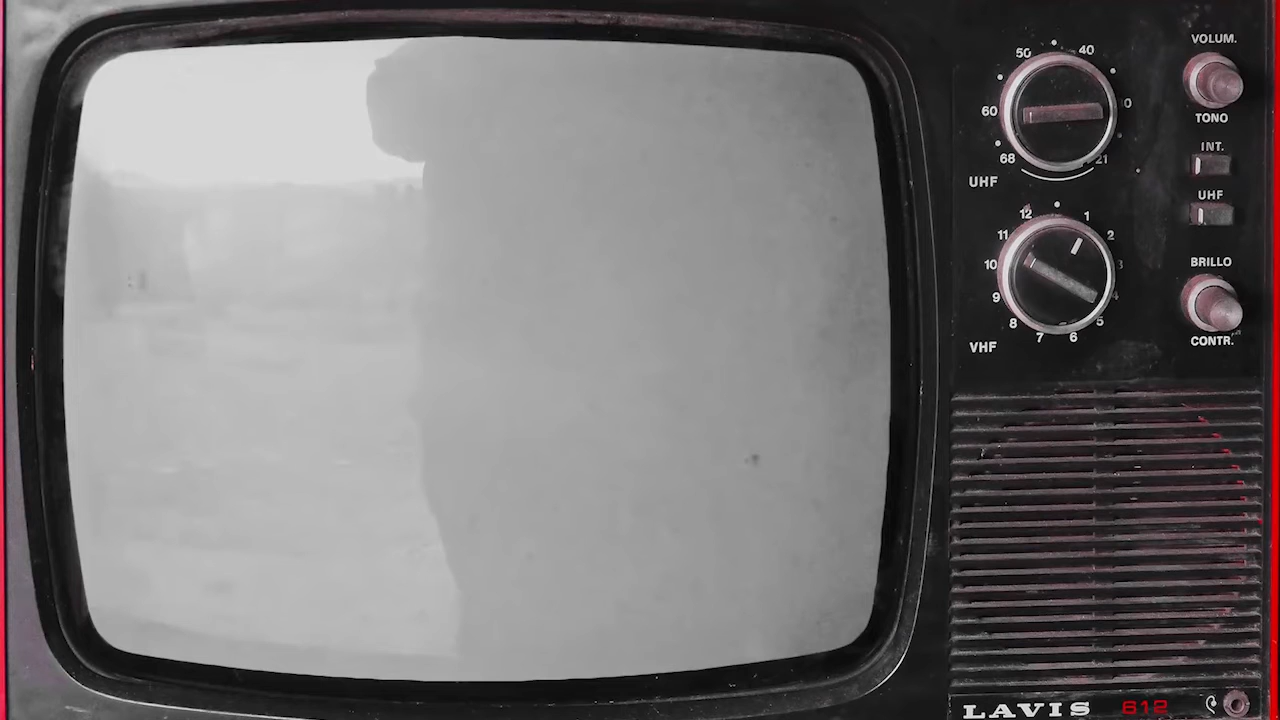 VOLUM.
50 40
60 0
68 21
TONO
UHF
INT.
UHF
12 1
11 2
10 3
9 4
8 5
7 6
VHF
BRILLO
CONTR.
LAVIS 612